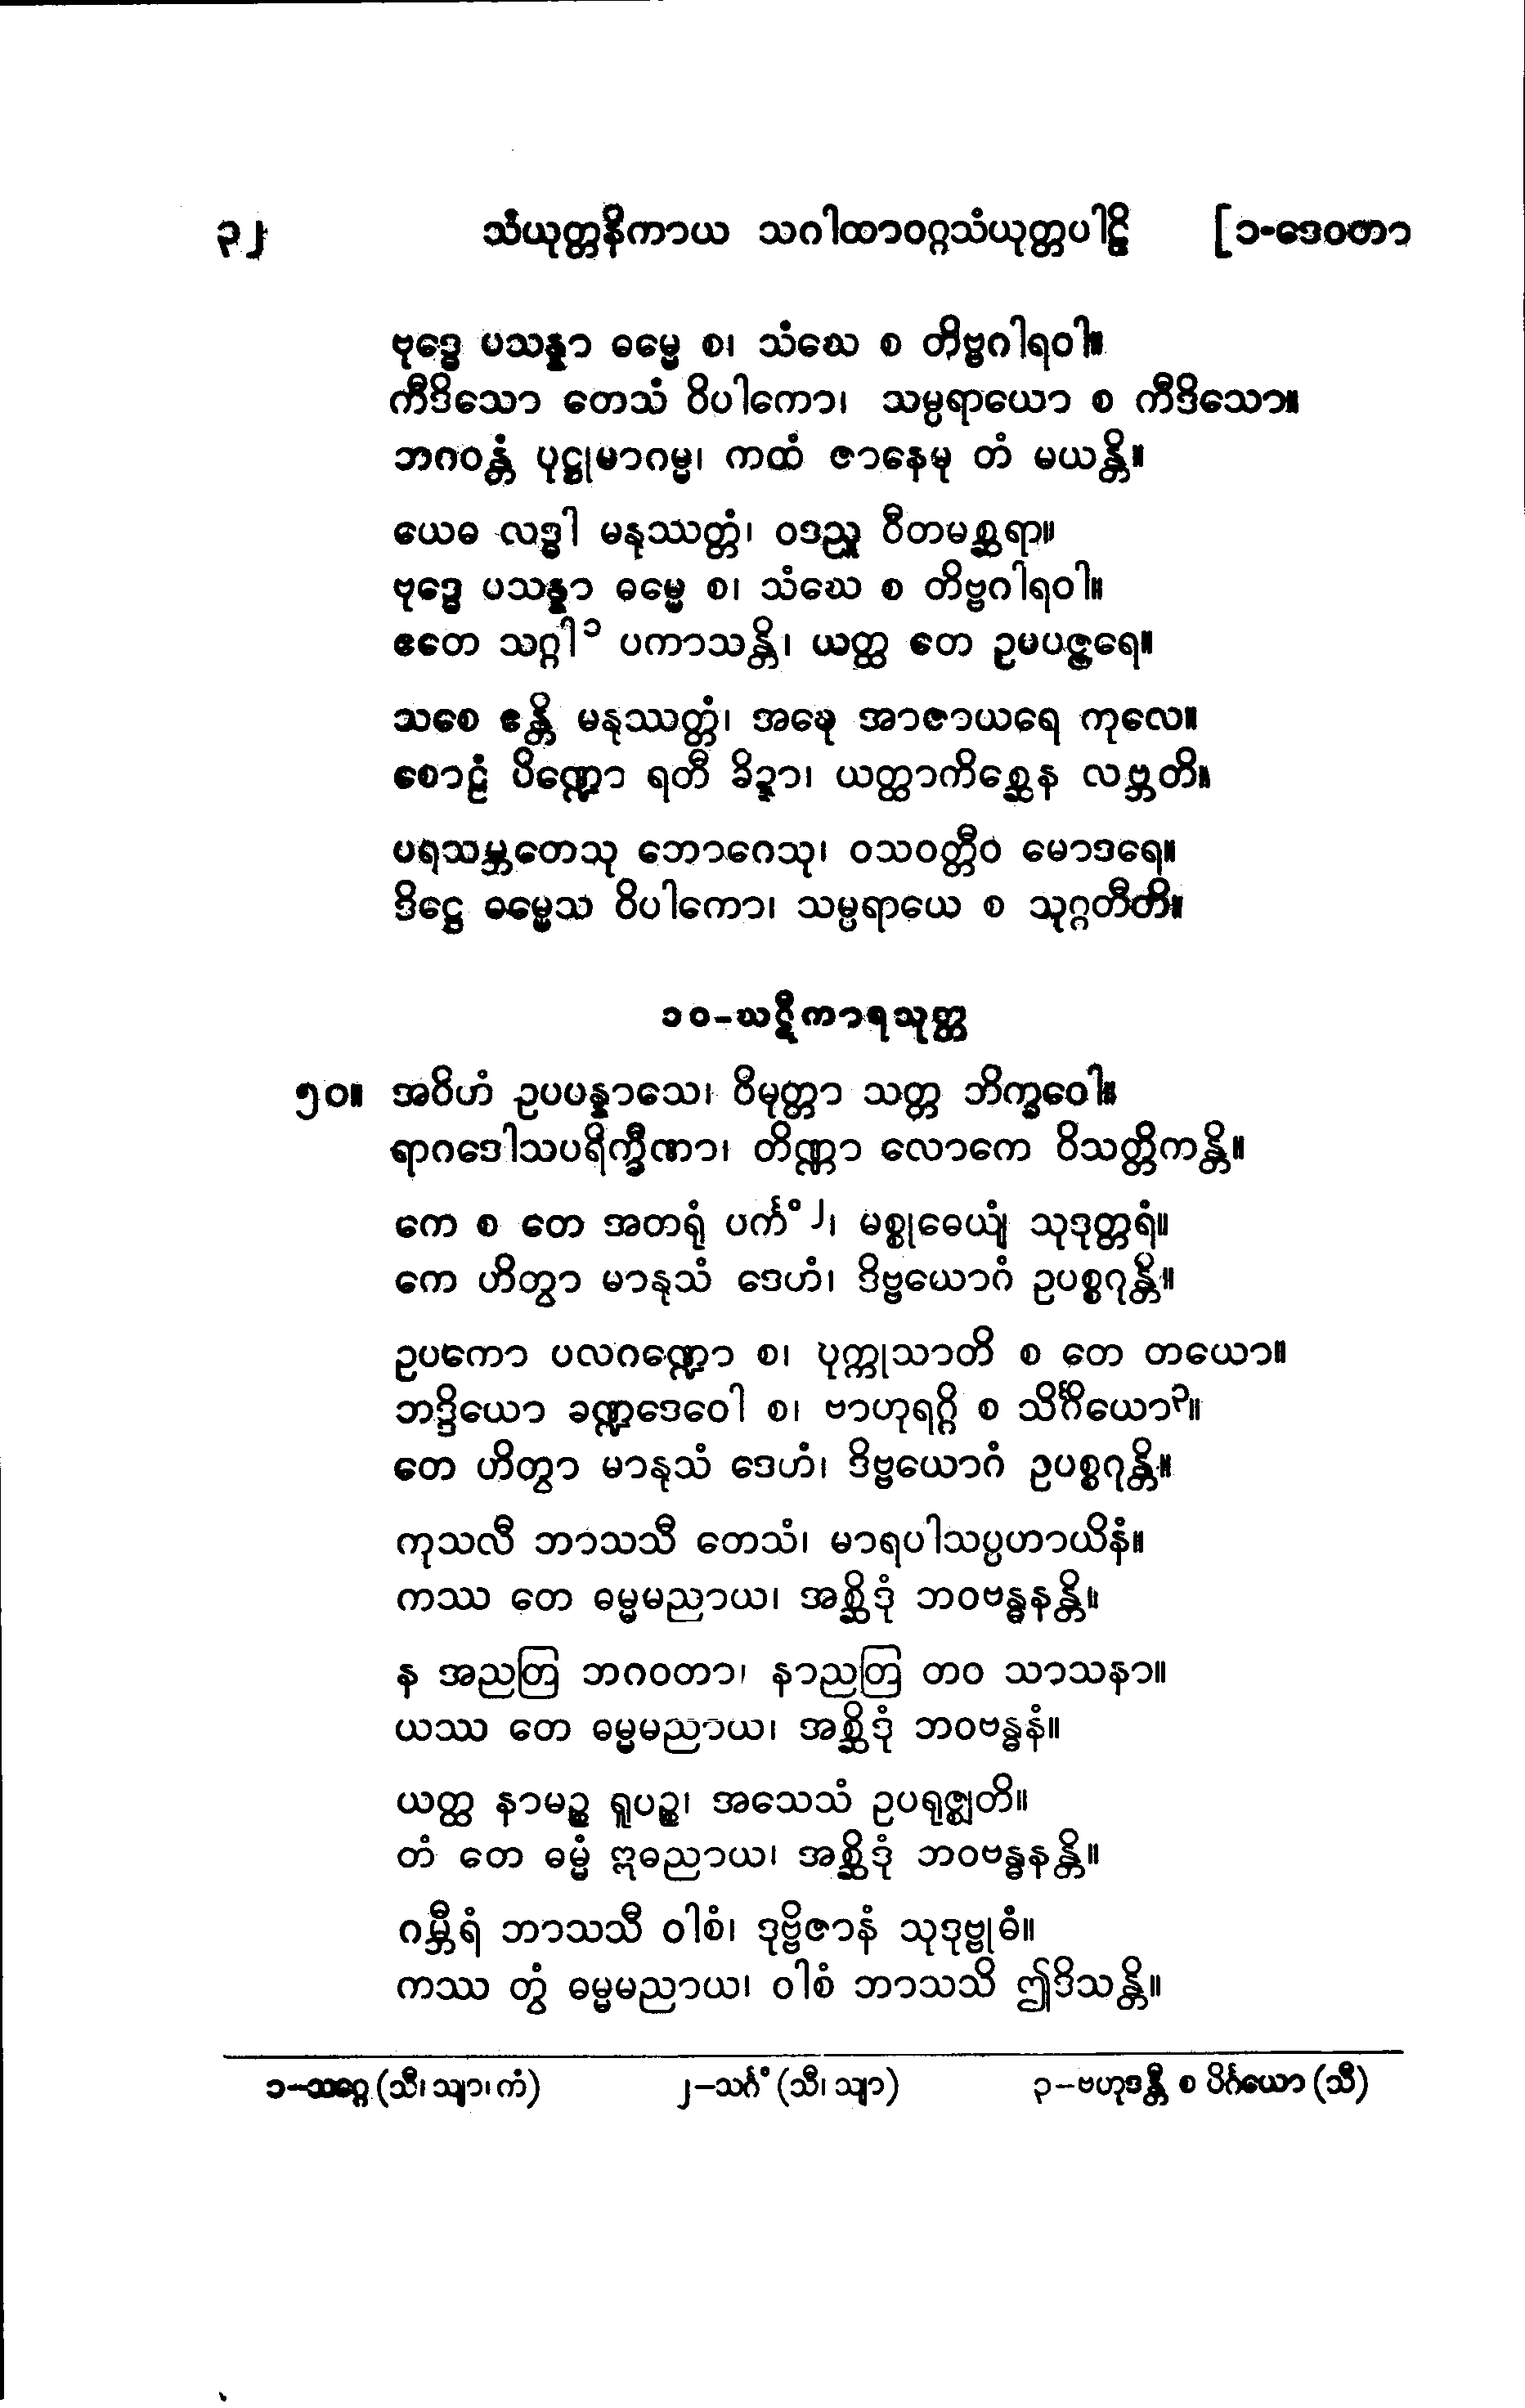 ၃၂ သံယုတ္တနိကာယ သဂါထာဝဂ္ဂသံယုတ္တပါဠိ [၁-ဒေဝတာ
ဗုဒ္ဓေ ပသန္နာ ဓမ္မေ စ၊ သံဃေ စ တိဗ္ဗဂါရဝါ။
ကီဒိသော တေသံ ဝိပါကော၊ သမ္ပရာယော စ ကီဒိသော။
ဘဂဝန္တံ ပုဋ္ဌုမာဂမ္မ၊ ကထံ ဇာနေမု တံ မယန္တိ။
ယေဓ လဒ္ဓါ မနုဿတ္တံ၊ ဝဒညူ ဝီတမစ္ဆရာ။
ဗုဒ္ဓေ ပသန္နာ ဓမ္မေ စ၊ သံဃေ စ တိဗ္ဗဂါရဝါ။
ဧတေ သဂ္ဂါ၁ ပကာသန္တိ၊ ယတ္ထ တေ ဥပပဇ္ဇရေ။
သစေ ဧန္တိ မနုဿတ္တံ၊ အဍ္ဎေ အာဇာယရေ ကုလေ။
စောဠံ ပိဏ္ဍော ရတီ ခိဍ္ဍာ၊ ယတ္ထာကိစ္ဆေန လဗ္ဘတိ။
ပရသမ္ဘတေသု ဘောဂေသု၊ ဝသဝတ္တီဝ မောဒရေ။
ဒိဋ္ဌေ ဓမ္မေသ ဝိပါကော၊ သမ္ပရာယေ စ သုဂ္ဂတီတိ။
၁၀-ဃဋီကာရသုတ္တ
၅၀။ အဝိဟံ ဥပပန္နာသေ၊ ဝိမုတ္တာ သတ္တ ဘိက္ခဝေါ။
ရာဂဒေါသပရိက္ခီဏာ၊ တိဏ္ဏာ လောကေ ဝိသတ္တိကန္တိ။
ကေ စ တေ အတရုံ ပင်္ကံ၂၊ မစ္စုဓေယျံ သုဒုတ္တရံ။
ကေ ဟိတွာ မာနုသံ ဒေဟံ၊ ဒိဗ္ဗယောဂံ ဥပစ္စဂုန္တိ။
ဥပကော ပလဂဏ္ဍော စ၊ ပုက္ကုသာတိ စ တေ တယော။
ဘဒ္ဒိယော ခဏ္ဍဒေဝေါ စ၊ ဗာဟုရဂ္ဂိ စ သိင်္ဂိယော၃။
တေ ဟိတွာ မာနုသံ ဒေဟံ၊ ဒိဗ္ဗယောဂံ ဥပစ္စဂုန္တိ။
ကုသလီ ဘာသသီ တေသံ၊ မာရပါသပ္ပဟာယိနံ။
ကဿ တေ ဓမ္မမညာယ၊ အစ္ဆိဒုံ ဘဝဗန္ဓနန္တိ။
န အညတြ ဘဂဝတာ၊ နာညတြ တဝ သာသနာ။
ယဿ တေ ဓမ္မမညာယ၊ အစ္ဆိဒုံ ဘဝဗန္ဓနံ။
ယတ္ထ နာမဉ္စ ရူပဉ္စ၊ အသေသံ ဥပရုဇ္ဈတိ။
တံ တေ ဓမ္မံ ဣဓညာယ၊ အစ္ဆိဒုံ ဘဝဗန္ဓနန္တိ။
ဂမ္ဘီရံ ဘာသသီ ဝါစံ၊ ဒုဗ္ဗိဇာနံ သုဒုဗ္ဗုဓံ။
ကဿ တွံ ဓမ္မမညာယ၊ ဝါစံ ဘာသသိ ဤဒိသန္တိ။
၁-သဂ္ဂေ (သီ၊ သျာ၊ ကံ) ၂-သင်္ဂံ (သီ၊ သျာ) ၃-ဗဟုဒန္တီ စ ပိင်္ဂယော (သီ)